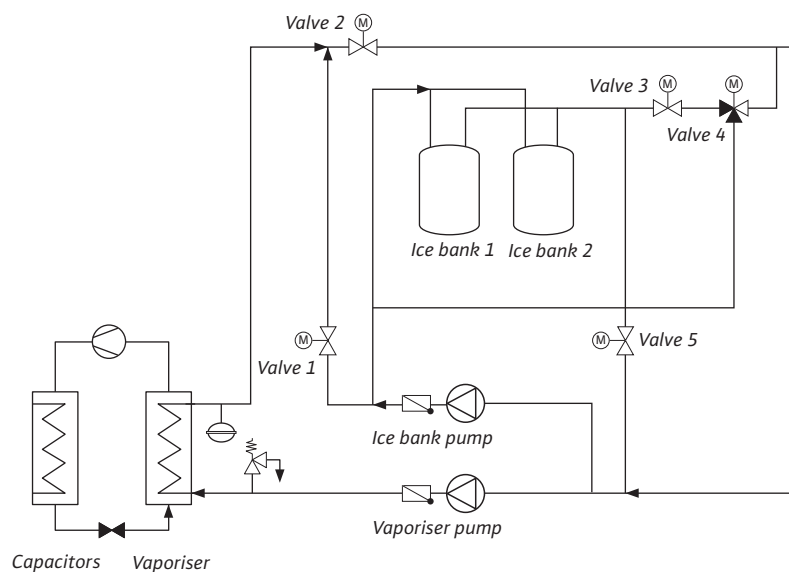 Valve 2
M
Valve 3
M
M
Valve 4
Ice bank 1
Ice bank 2
M
Valve 1
M
Valve 5
Ice bank pump
Vaporiser pump
Capacitors
Vaporiser